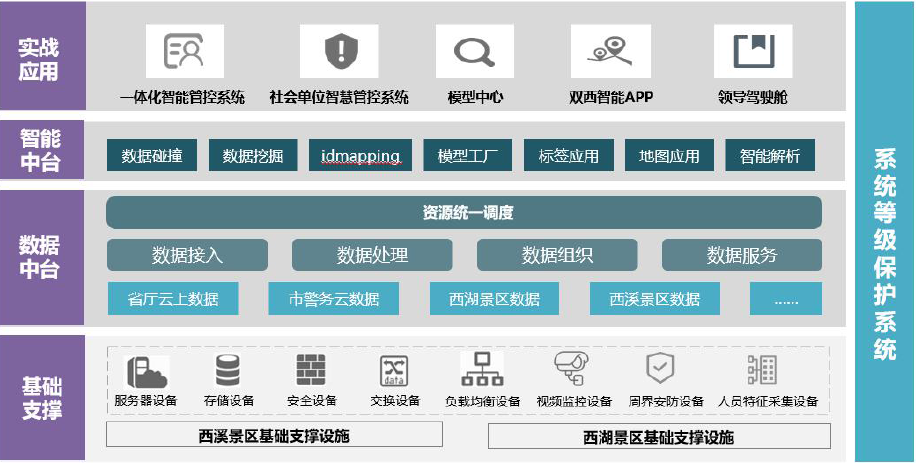 实战
应用
一体化智能管控系统
社会单位智慧管控系统
模型中心
双西智能APP
领导驾驶舱
智能
中台
数据碰撞
数据挖掘
idmapping
模型工厂
标签应用
地图应用
智能解析
数据
中台
资源统一调度
数据接入
数据处理
数据组织
数据服务
省厅云上数据
市警务云数据
西湖景区数据
西溪景区数据
......
基础
支撑
data
服务器设备
存储设备
安全设备
交换设备
负载均衡设备
视频监控设备
周界安防设备
人员特征采集设备
西溪景区基础支撑设施
西湖景区基础支撑设施
系统等级保护系统